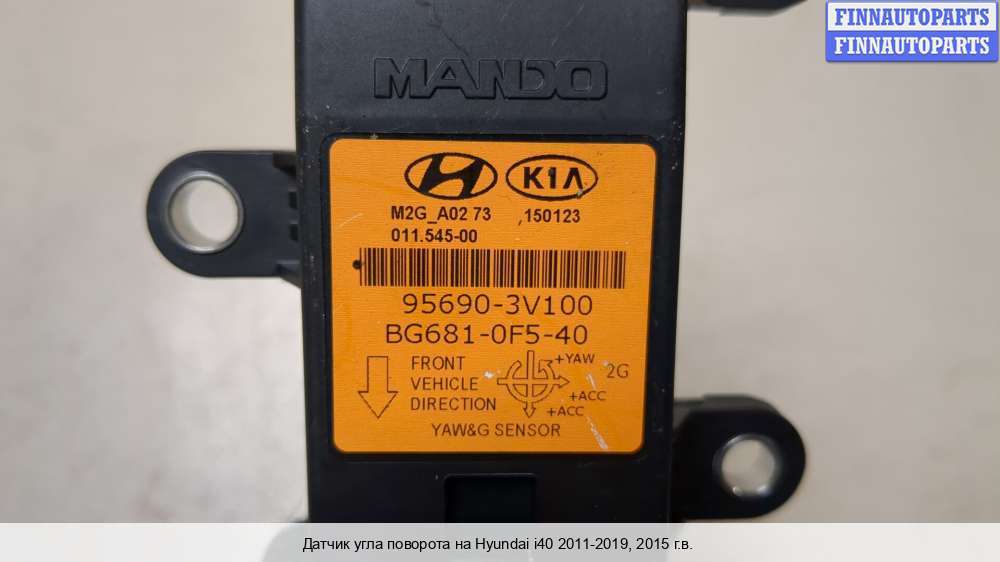 FINNAUTOPARTS
FINNAUTOPARTS
MANDO
KIA
M2G_A02 73 ,150123
011.545-00
95690-3V100
BG681-0F5-40
FRONT
VEHICLE
DIRECTION
+YAW
2G
+ACC
+ACC
YAW&G SENSOR
Датчик угла поворота на Hyundai i40 2011-2019, 2015 г.в.